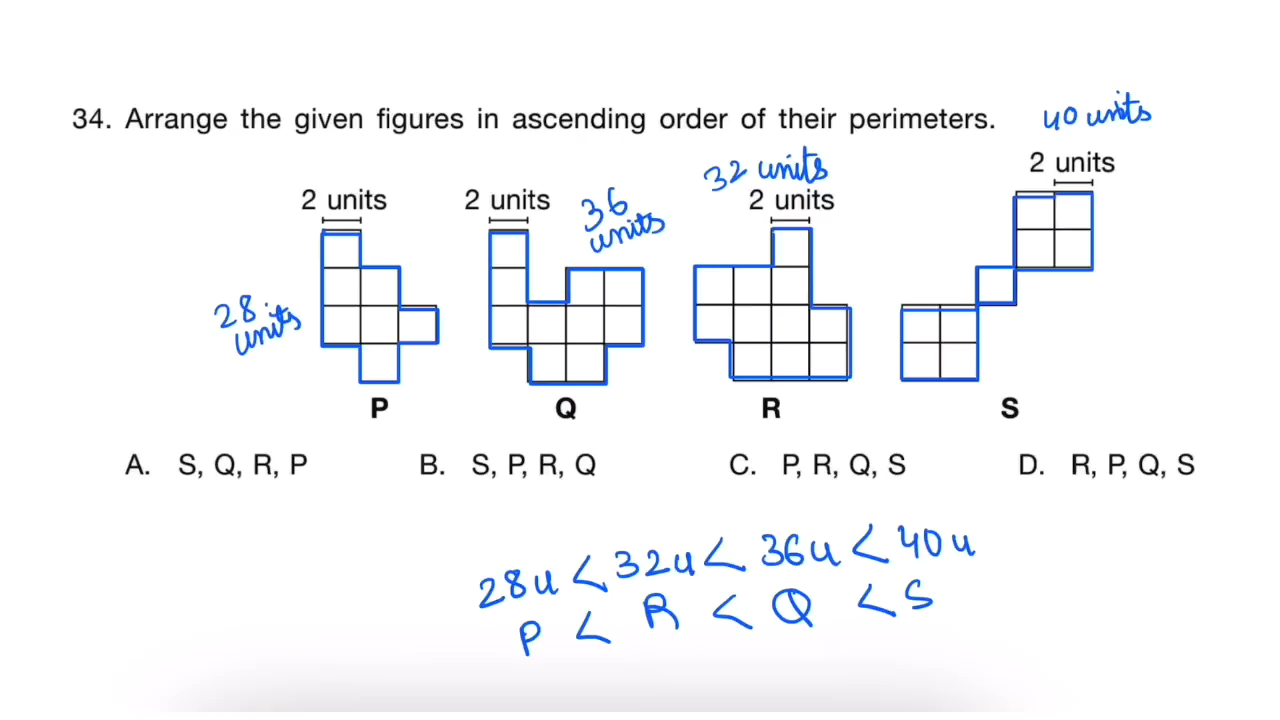 34. Arrange the given figures in ascending order of their perimeters.
40 units
2 units
2 units
36 units
32 units
2 units
2 units
28 units
P
Q
R
S
A. S, Q, R, P
B. S, P, R, Q
C. P, R, Q, S
D. R, P, Q, S
28u < 32u < 36u < 40u
P < R < Q < S